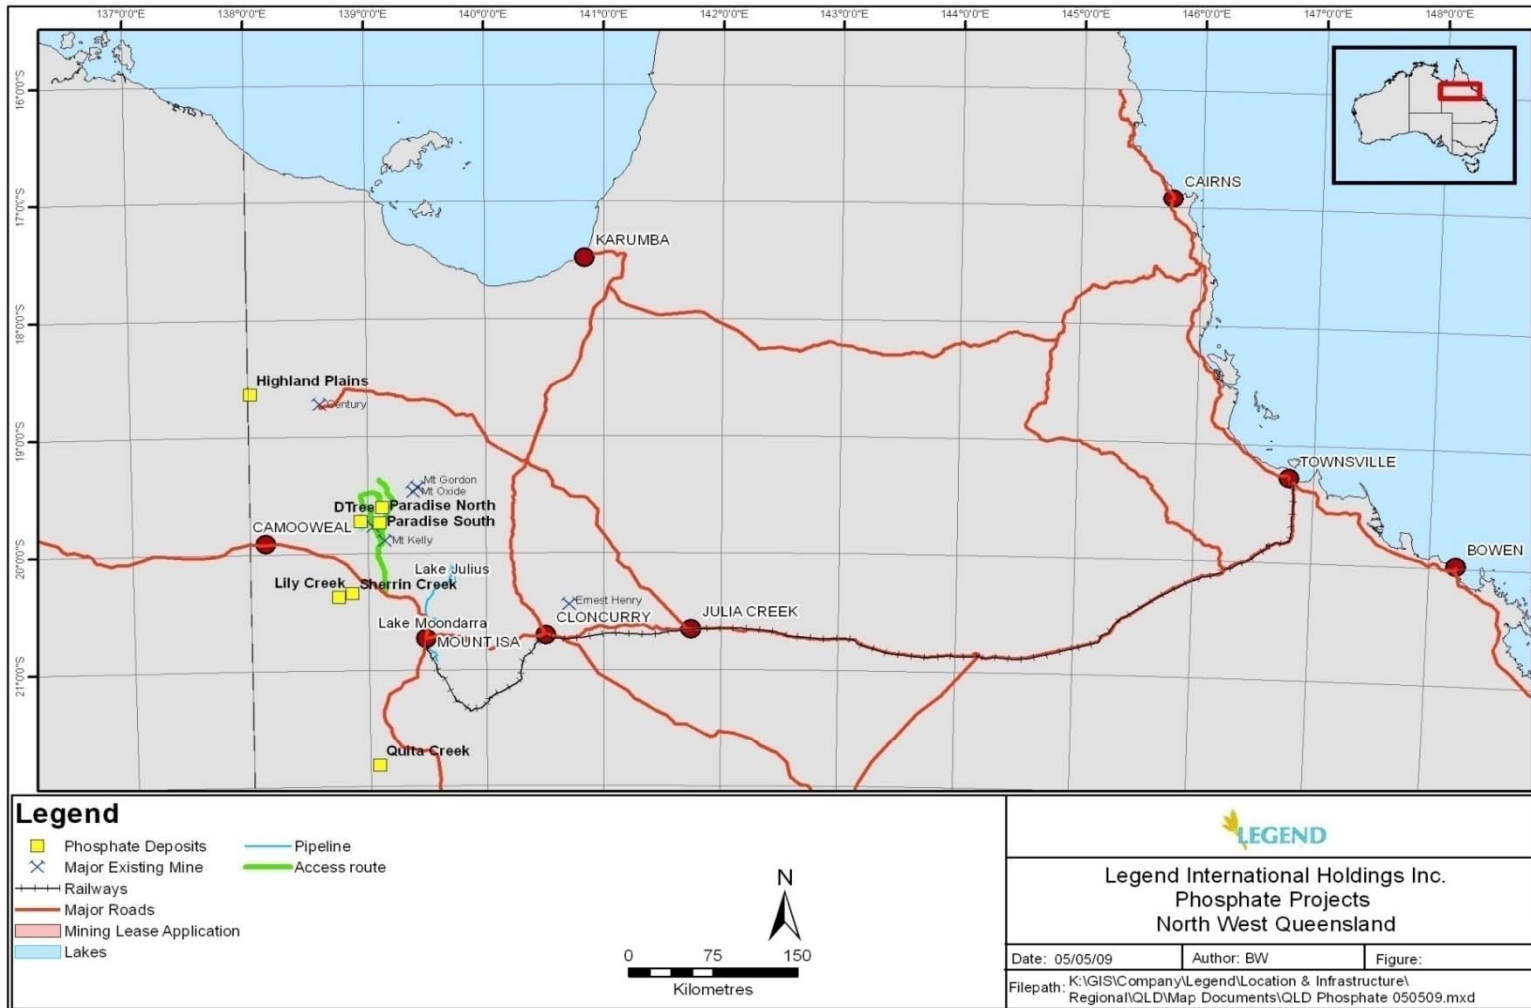 137°0'0"E 138°0'0"E 139°0'0"E 140°0'0"E 141°0'0"E 142°0'0"E 143°0'0"E 144°0'0"E 145°0'0"E 146°0'0"E 147°0'0"E 148°0'0"E
16°0'0"S
17°0'0"S
18°0'0"S
19°0'0"S
20°0'0"S
21°0'0"S
CAIRNS
KARUMBA
Highland Plains
Century
TOWNSVILLE
Mt Gordon
Mt Oxide
DTree
Paradise North
Paradise South
CAMOOWEAL
Mt Kelly
BOWEN
Lake Julius
Lily Creek
Sherrin Creek
Ernest Henry
JULIA CREEK
CLONCURRY
Lake Moondarra
MOUNT ISA
Quita Creek
Legend
Phosphate Deposits
Major Existing Mine
Railways
Major Roads
Mining Lease Application
Lakes
Pipeline
Access route
N
0 75 150
Kilometres
LEGEND
Legend International Holdings Inc.
Phosphate Projects
North West Queensland
Date: 05/05/09
Author: BW
Figure:
Filepath: K:\GIS\Company\Legend\Location & Infrastructure\
Regional\QLD\Map Documents\QLD Phosphate 050509.mxd